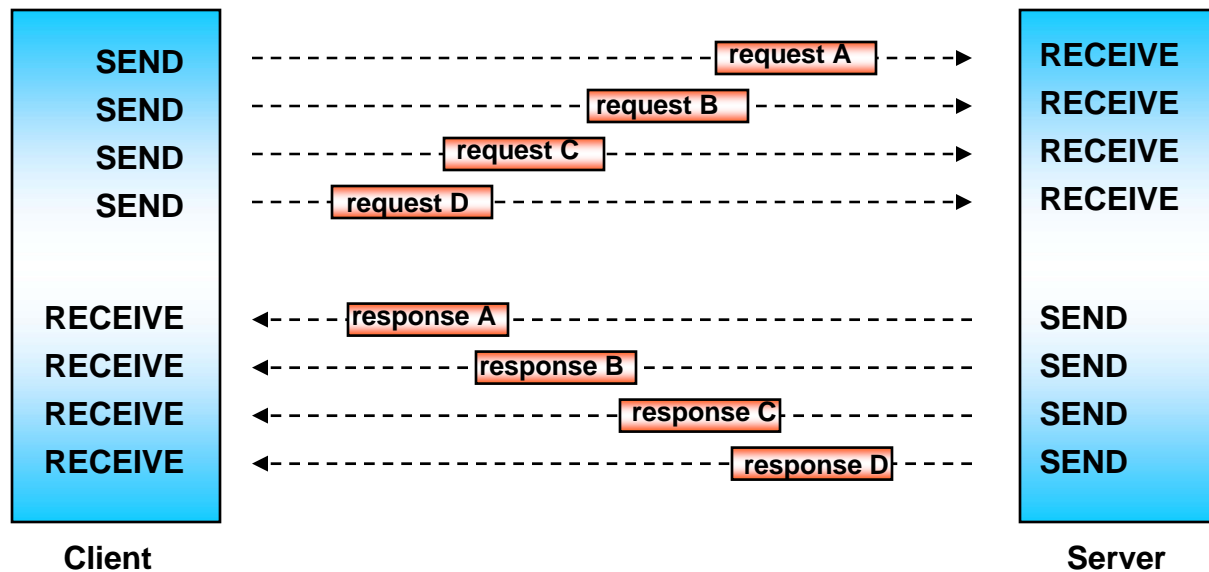 SEND request A RECEIVE
SEND request B RECEIVE
SEND request C RECEIVE
SEND request D RECEIVE
RECEIVE response A SEND
RECEIVE response B SEND
RECEIVE response C SEND
RECEIVE response D SEND
Client Server